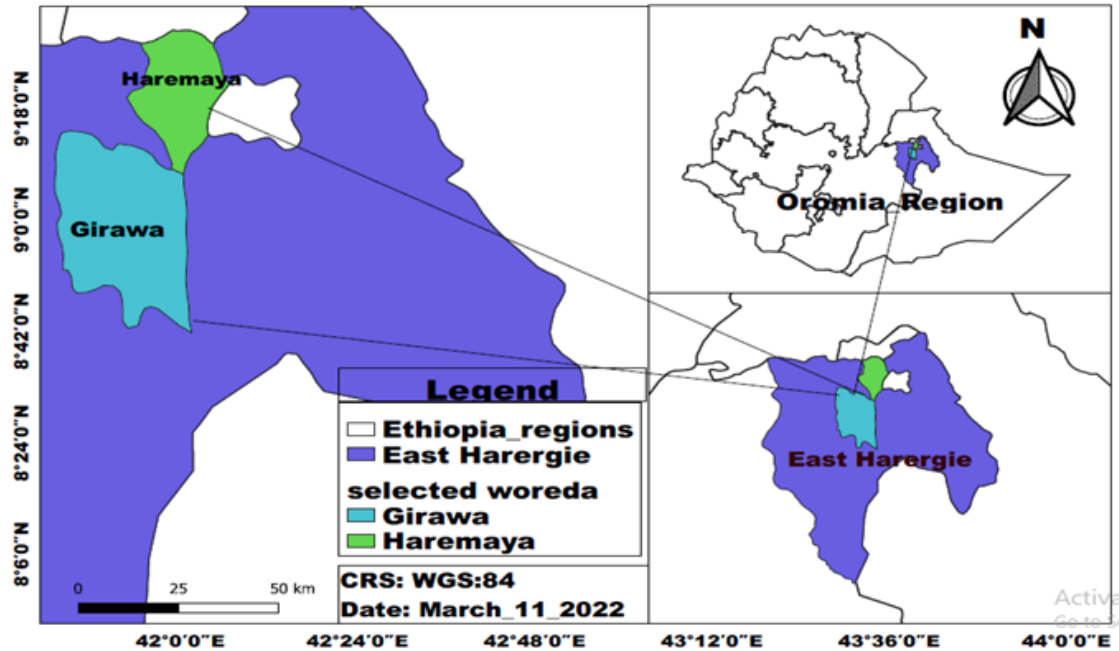 Haremaya
Girawa
N
Oromia_Region
East Harergie
Legend
Ethiopia_regions
East Harergie
selected woreda
Girawa
Haremaya
CRS: WGS:84
Date: March_11_2022
0 25 50 km
9°18'0"N
9°0'0"N
8°42'0"N
8°24'0"N
8°6'0"N
42°0'0"E 42°24'0"E 42°48'0"E 43°12'0"E 43°36'0"E 44°0'0"E